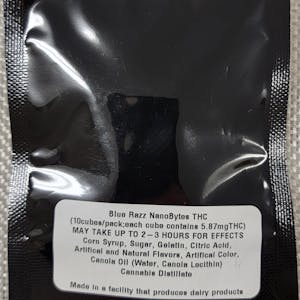 Blue Razz NanoBytes THC
(10cubes/pack;each cube contains 5.87mgTHC)
MAY TAKE UP TO 2-3 HOURS FOR EFFECTS
Corn Syrup, Sugar, Gelatin, Citric Acid,
Artificial and Natural Flavors, Artifical Color,
Canola Oil (Water, Canola Lecithin)
Cannabis Distillate
Made in a facility that produces dairy products